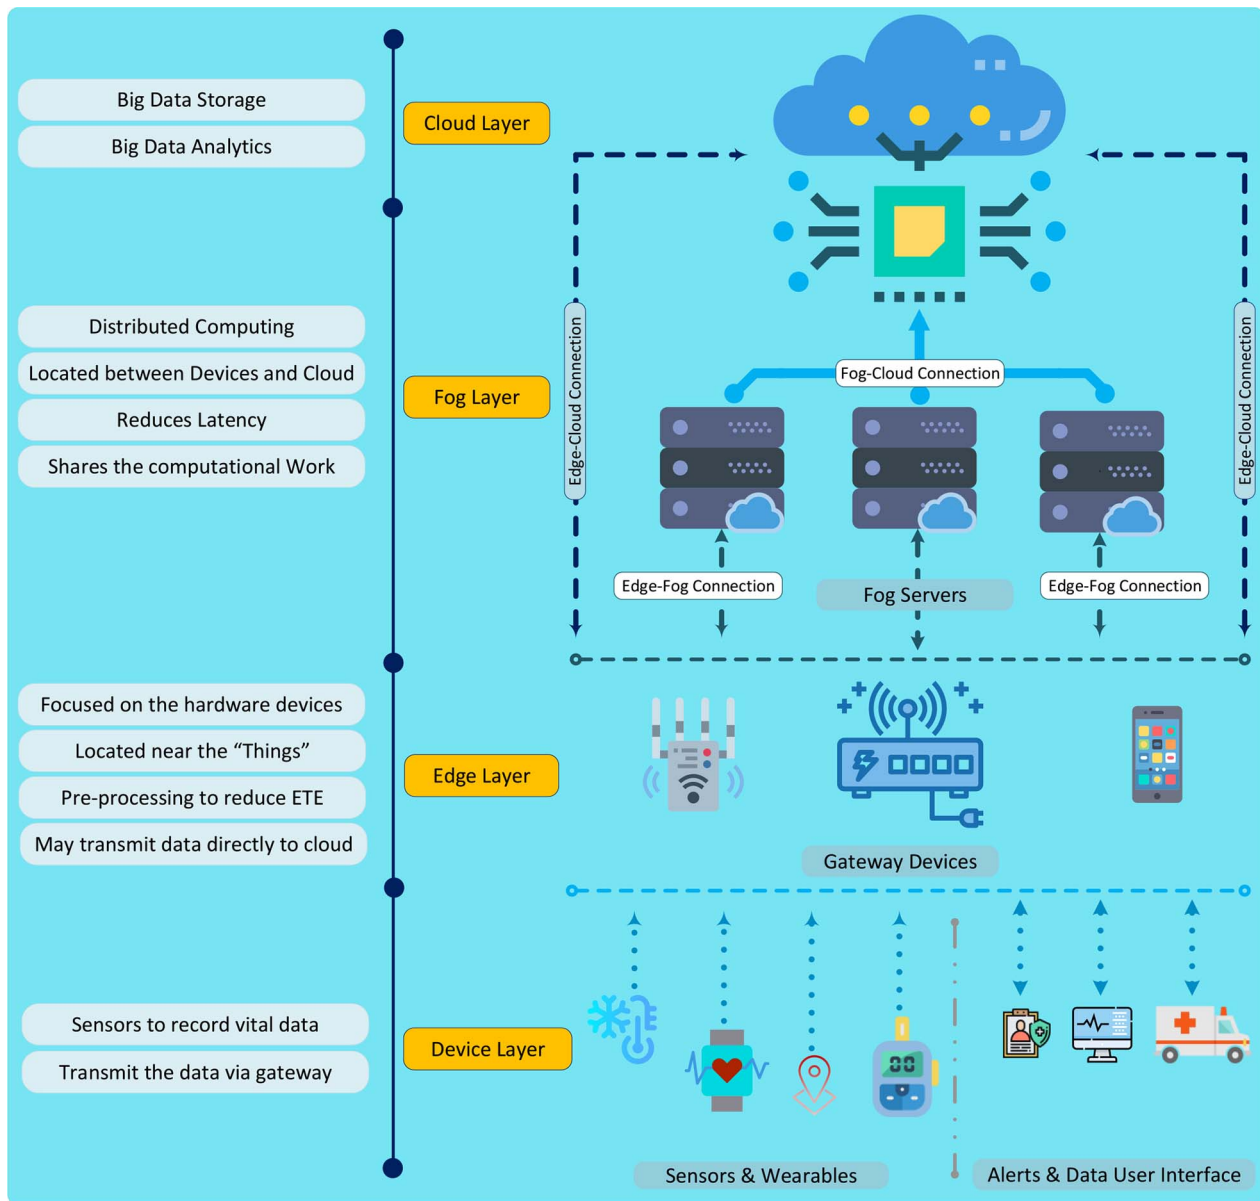 Big Data Storage
Big Data Analytics
Cloud Layer
Distributed Computing
Located between Devices and Cloud
Reduces Latency
Shares the computational Work
Fog Layer
Edge-Cloud Connection
Fog-Cloud Connection
Edge-Cloud Connection
Edge-Fog Connection
Fog Servers
Edge-Fog Connection
Focused on the hardware devices
Located near the “Things”
Pre-processing to reduce ETE
May transmit data directly to cloud
Edge Layer
Gateway Devices
Sensors to record vital data
Transmit the data via gateway
Device Layer
00
Sensors & Wearables
Alerts & Data User Interface